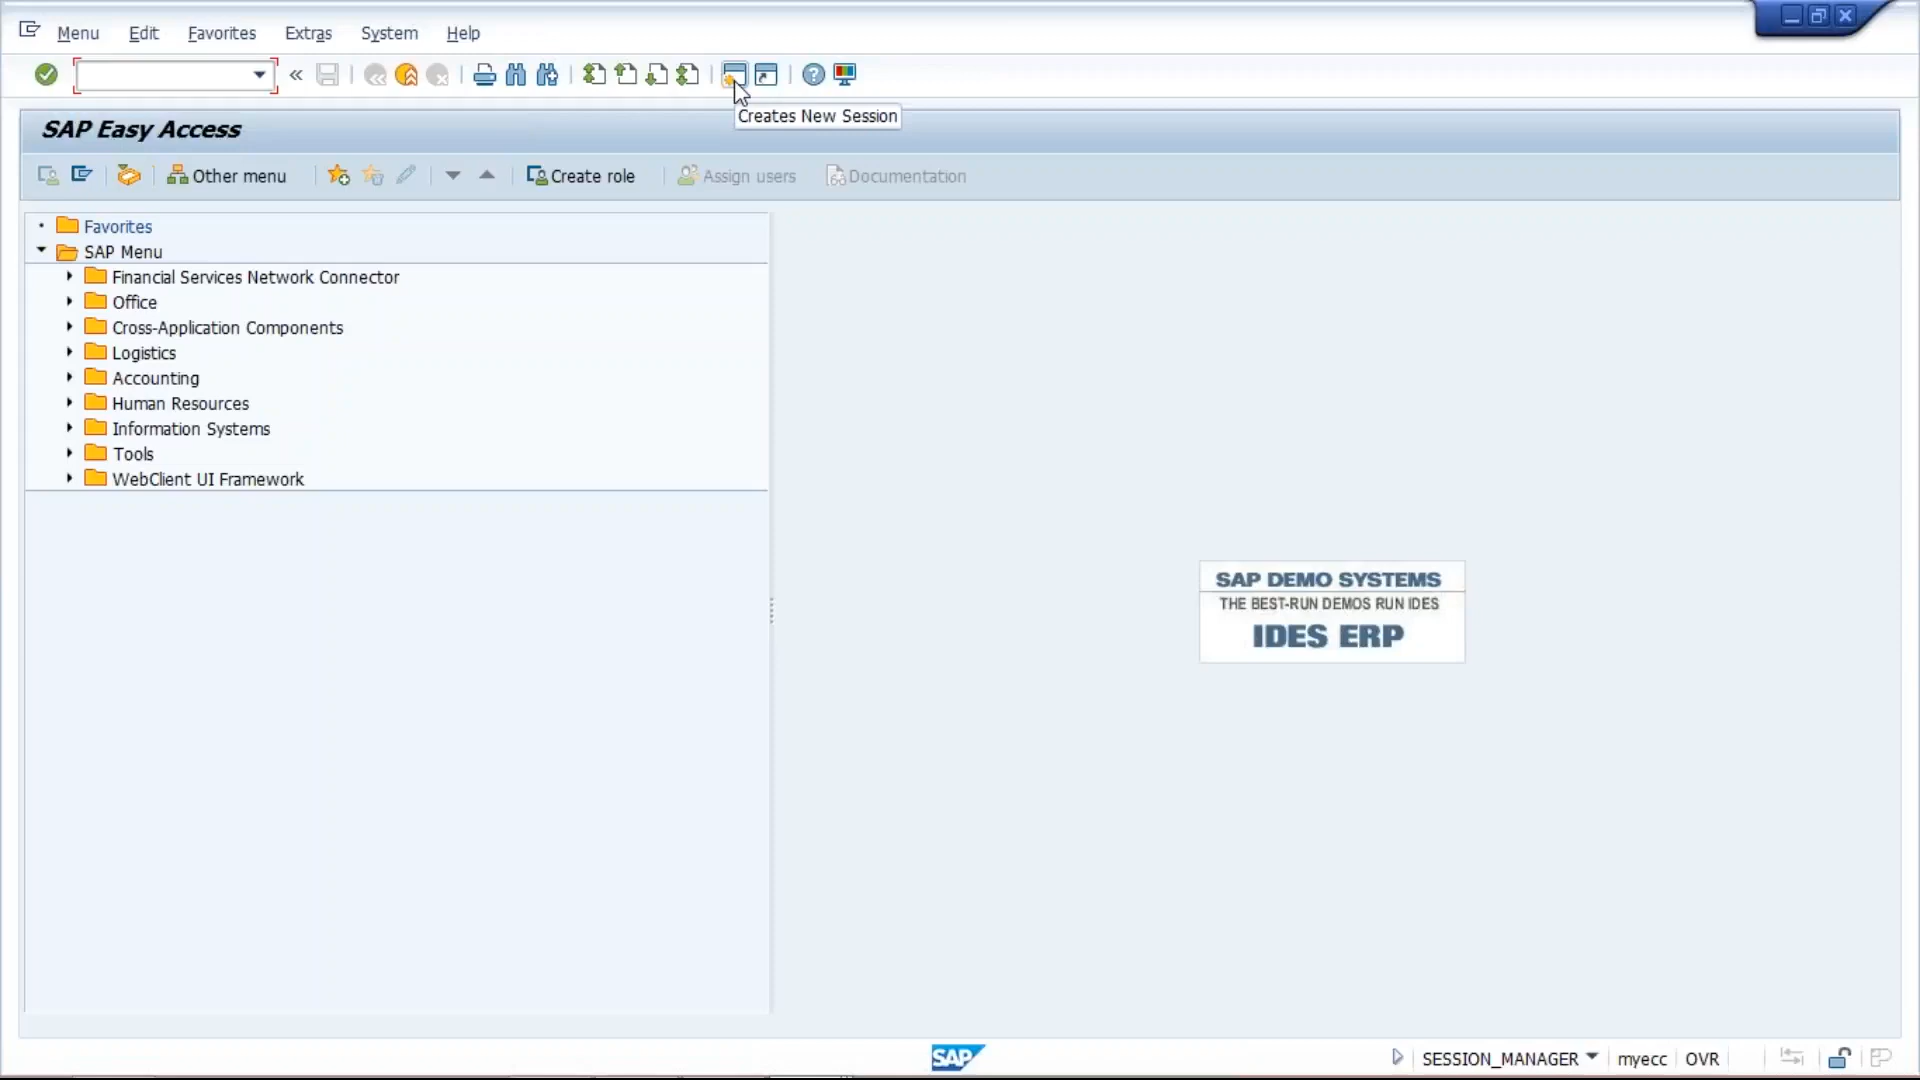 Menu Edit Favorites Extras System Help
Creates New Session
SAP Easy Access
Other menu Create role Assign users Documentation
Favorites
SAP Menu
Financial Services Network Connector
Office
Cross-Application Components
Logistics
Accounting
Human Resources
Information Systems
Tools
WebClient UI Framework
SAP DEMO SYSTEMS
THE BEST-RUN DEMOS RUN IDES
IDES ERP
SAP SESSION_MANAGER myecc OVR